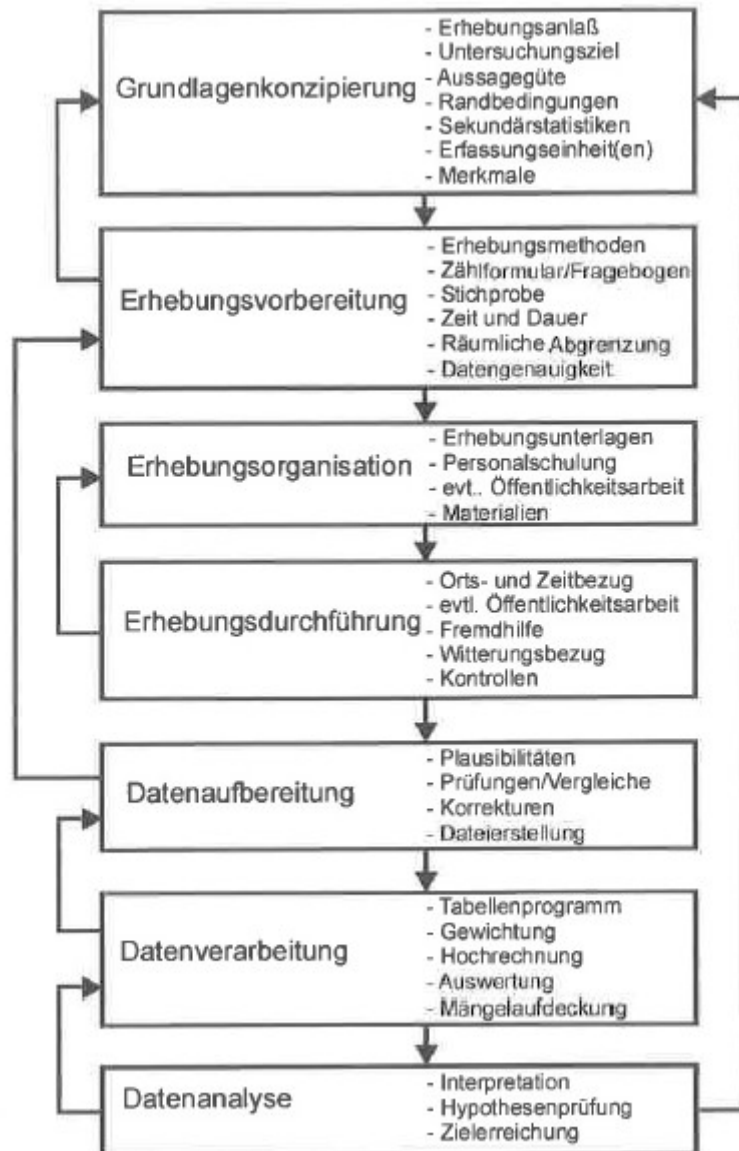 Grundlagenkonzipierung
- Erhebungsanlaß
- Untersuchungsziel
- Aussagegüte
- Randbedingungen
- Sekundärstatistiken
- Erfassungseinheit(en)
- Merkmale
Erhebungsvorbereitung
- Erhebungsmethoden
- Zählformular/Fragebogen
- Stichprobe
- Zeit und Dauer
- Räumliche Abgrenzung
- Datengenauigkeit
Erhebungsorganisation
- Erhebungsunterlagen
- Personalschulung
- evt.. Öffentlichkeitsarbeit
- Materialien
Erhebungsdurchführung
- Orts- und Zeitbezug
- evtl. Öffentlichkeitsarbeit
- Fremdhilfe
- Witterungsbezug
- Kontrollen
Datenaufbereitung
- Plausibilitäten
- Prüfungen/Vergleiche
- Korrekturen
- Dateierstellung
Datenverarbeitung
- Tabellenprogramm
- Gewichtung
- Hochrechnung
- Auswertung
- Mängelaufdeckung
Datenanalyse
- Interpretation
- Hypothesenprüfung
- Zielerreichung